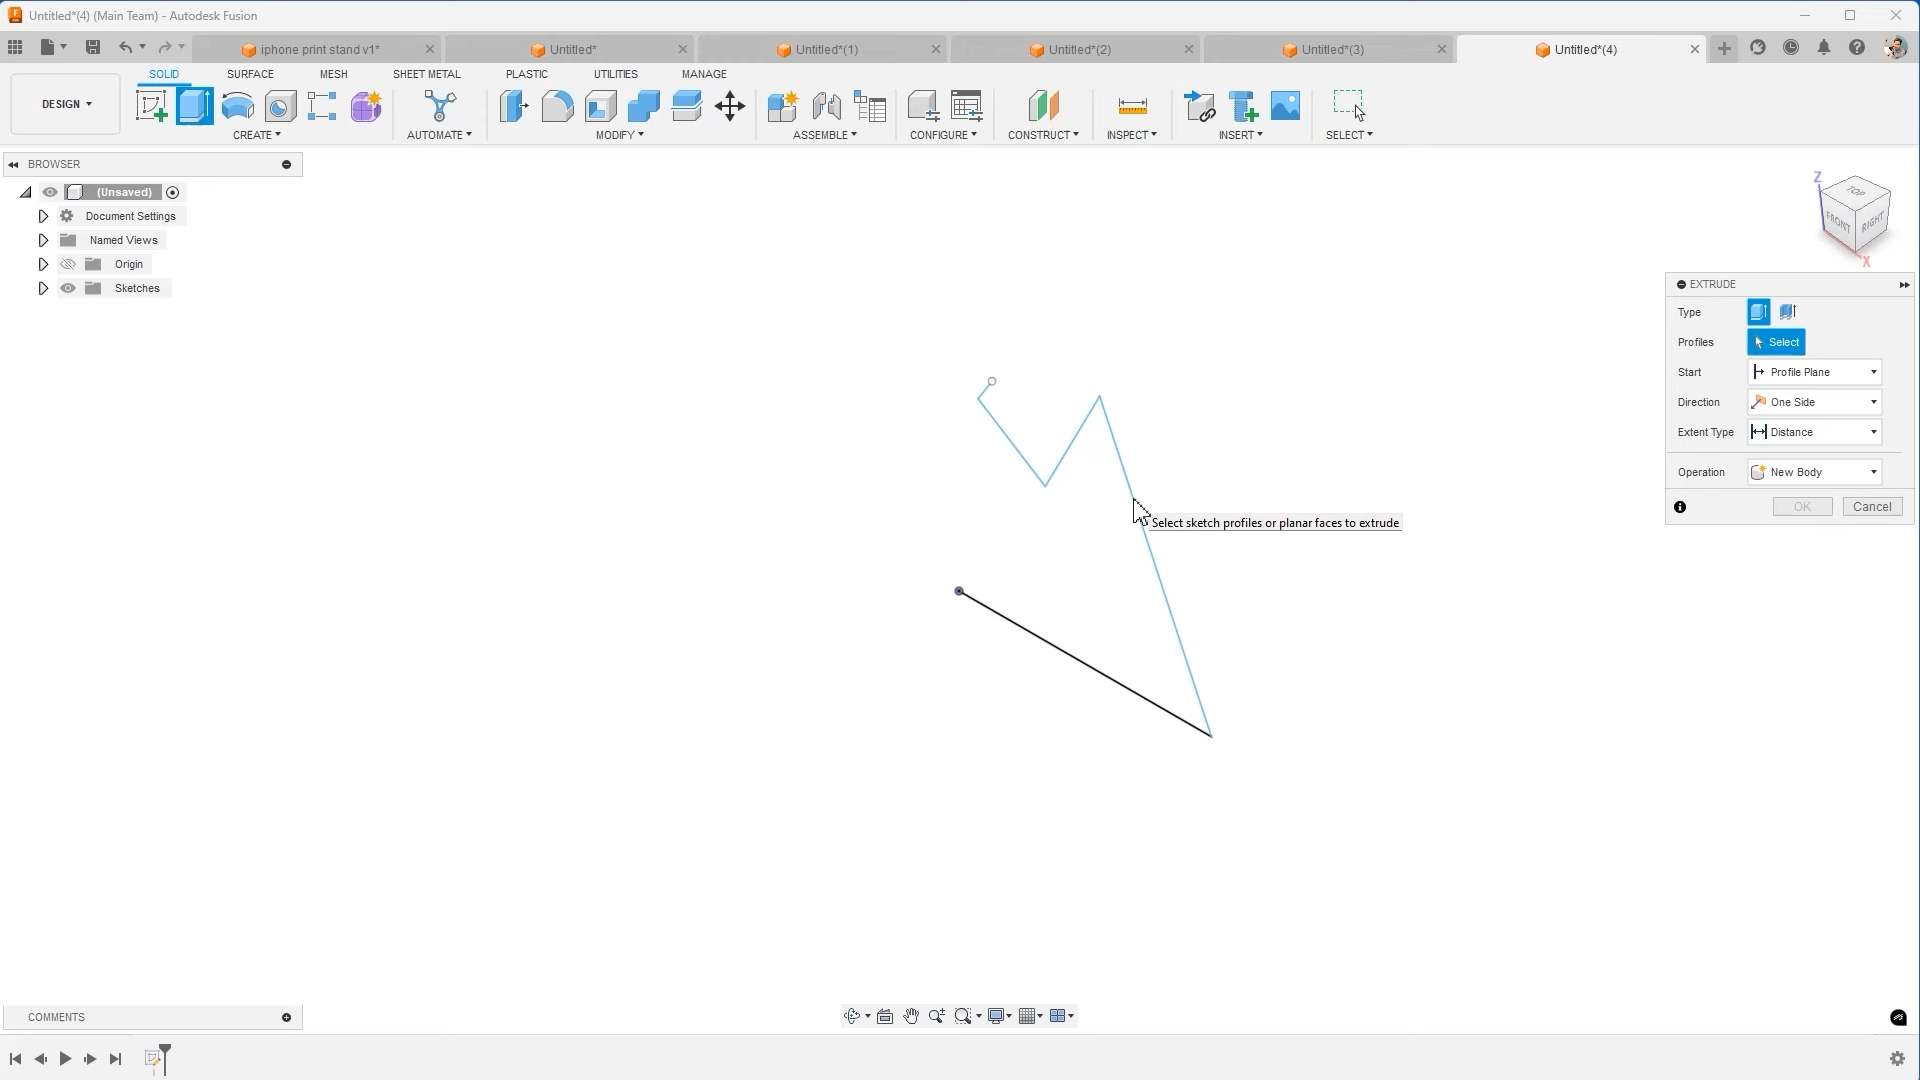 Untitled*(4) (Main Team) - Autodesk Fusion
iphone print stand v1*
Untitled*
Untitled*(1)
Untitled*(2)
Untitled*(3)
Untitled*(4)
DESIGN
SOLID
SURFACE
MESH
SHEET METAL
PLASTIC
UTILITIES
MANAGE
CREATE
AUTOMATE
MODIFY
ASSEMBLE
CONFIGURE
CONSTRUCT
INSPECT
INSERT
SELECT
BROWSER
(Unsaved)
Document Settings
Named Views
Origin
Sketches
Z
TOP
FRONT
RIGHT
X
EXTRUDE
Type
Profiles
Select
Start
Profile Plane
Direction
One Side
Extent Type
Distance
Operation
New Body
OK
Cancel
Select sketch profiles or planar faces to extrude
COMMENTS